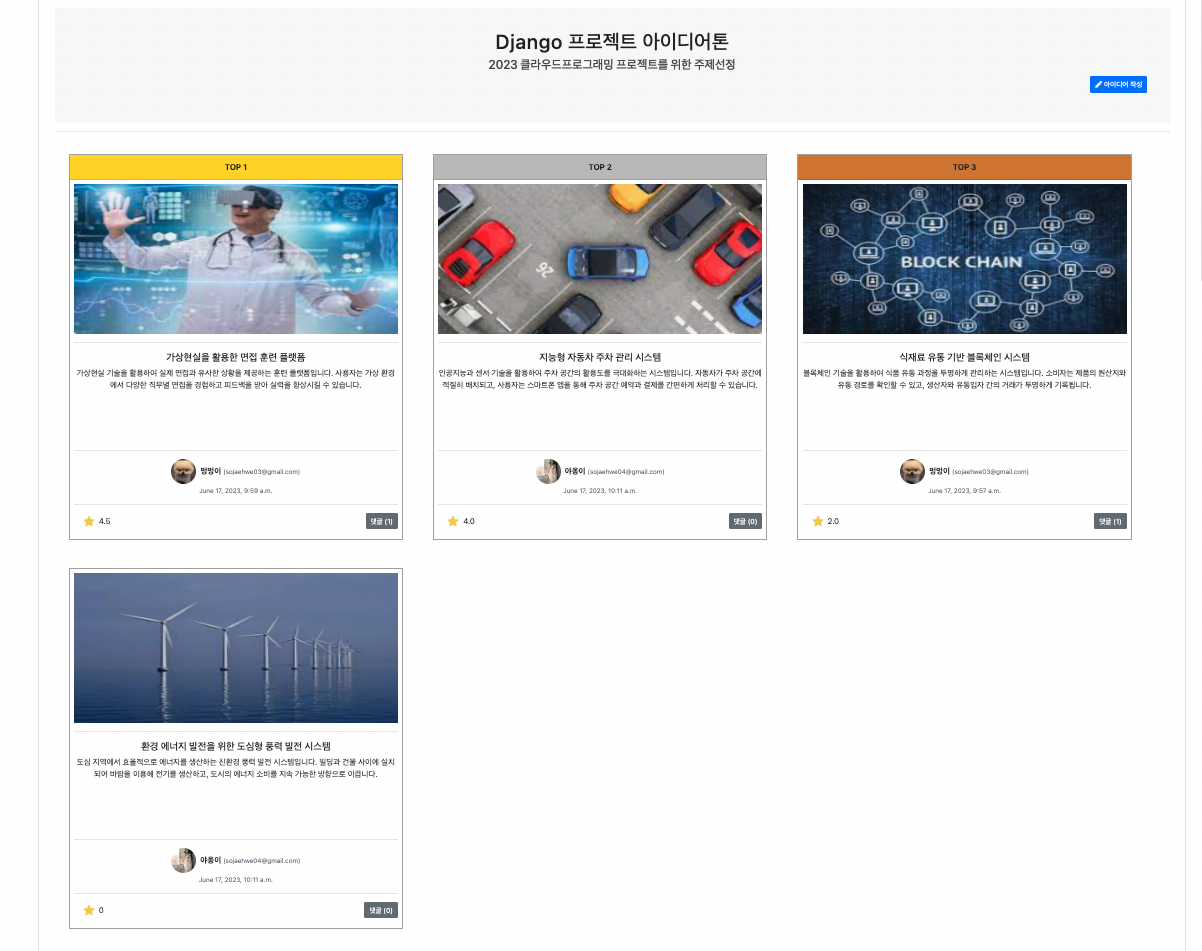 Django 프로젝트 아이디어톤
2023 클라우드프로그래밍 프로젝트를 위한 주제선정
아이디어 작성
TOP 1
가상현실을 활용한 면접 훈련 플랫폼
가상현실 기술을 활용하여 실제 면접과 유사한 상황을 제공하는 훈련 플랫폼입니다. 사용자는 가상 환경
에서 다양한 직무별 면접을 경험하고 피드백을 받아 실력을 향상시킬 수 있습니다.
멍멍이 (sojaehwe03@gmail.com)
June 17, 2023, 9:59 a.m.
4.5
댓글 (1)
TOP 2
26
지능형 자동차 주차 관리 시스템
인공지능과 센서 기술을 활용하여 주차 공간의 활용도를 극대화하는 시스템입니다. 자동차가 주차 공간에
적절히 배치되고, 사용자는 스마트폰 앱을 통해 주차 공간 예약과 결제를 간편하게 처리할 수 있습니다.
야옹이 (sojaehwe04@gmail.com)
June 17, 2023, 10:11 a.m.
4.0
댓글 (0)
TOP 3
BLOCK CHAIN
식재료 유통 기반 블록체인 시스템
블록체인 기술을 활용하여 식품 유통 과정을 투명하게 관리하는 시스템입니다. 소비자는 제품의 원산지와
유통 경로를 확인할 수 있고, 생산자와 유통업자 간의 거래가 투명하게 기록됩니다.
멍멍이 (sojaehwe03@gmail.com)
June 17, 2023, 9:57 a.m.
2.0
댓글 (1)
환경 에너지 발전을 위한 도심형 풍력 발전 시스템
도심 지역에서 효율적으로 에너지를 생산하는 신환경 풍력 발전 시스템입니다. 빌딩과 건물 사이에 설치
되어 바람을 이용해 전기를 생산하고, 도시의 에너지 소비를 지속 가능한 방향으로 이끕니다.
야옹이 (sojaehwe04@gmail.com)
June 17, 2023, 10:11 a.m.
0
댓글 (0)